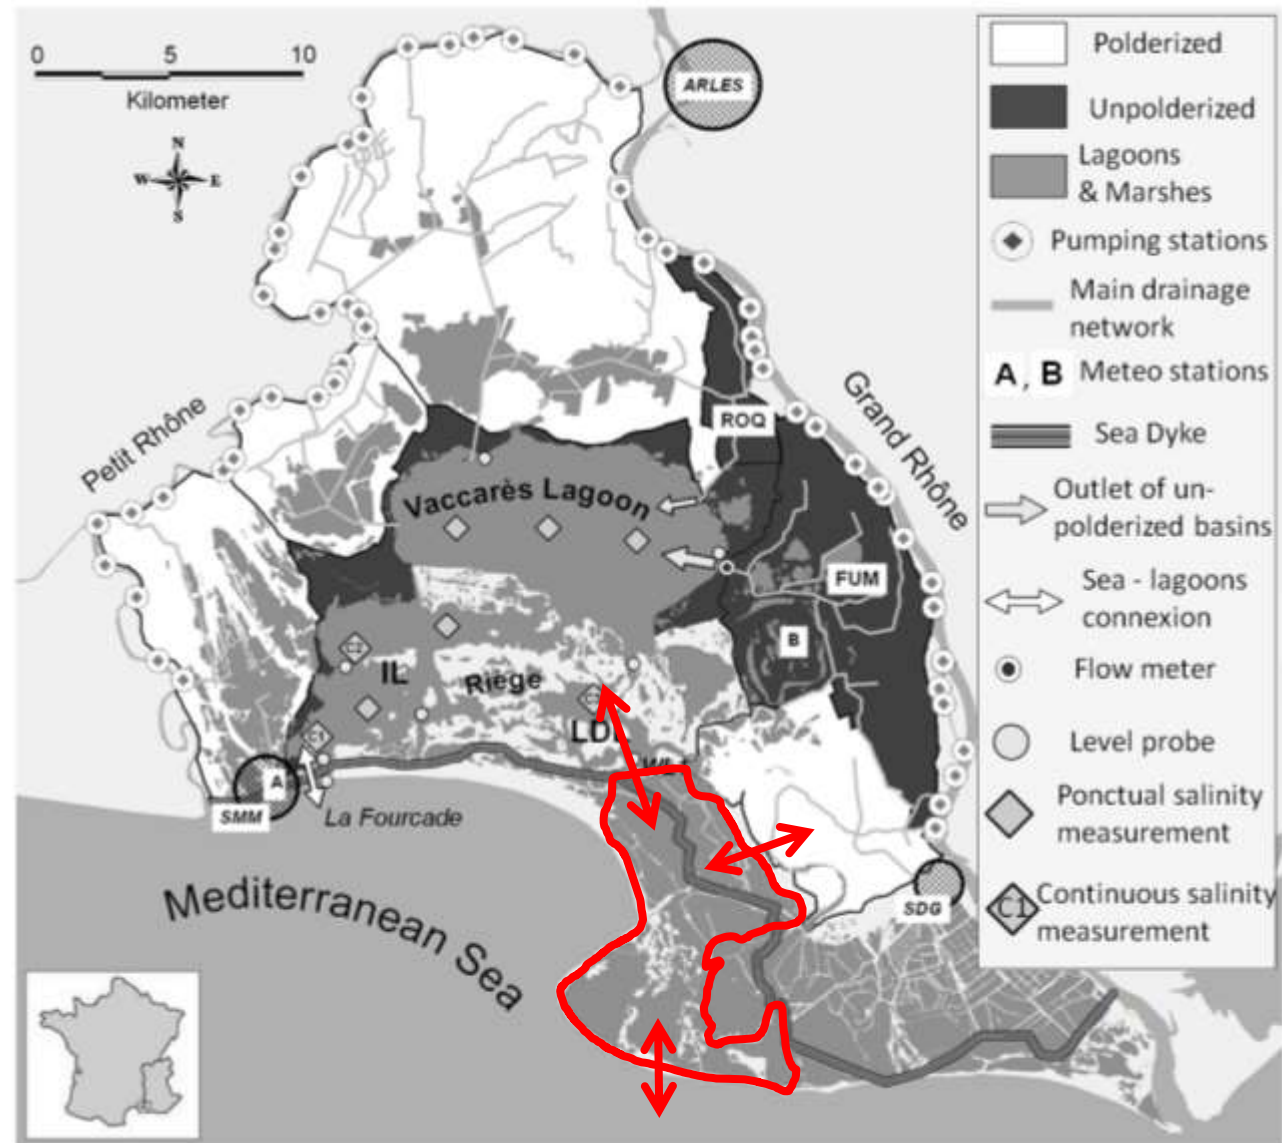 0 5 10
Kilometer
N
W E
S
ARLES
Petit Rhône
Grand Rhône
ROQ
Vaccarès Lagoon
FUM
B
C2
IL
Riège
C1
A
SMM
La Fourcade
Mediterranean Sea
SDG
Polderized
Unpolderized
Lagoons
& Marshes
Pumping stations
Main drainage
network
A , B Meteo stations
Sea Dyke
Outlet of un-
polderized basins
Sea - lagoons
connexion
Flow meter
Level probe
Ponctual salinity
measurement
C1 Continuous salinity
measurement